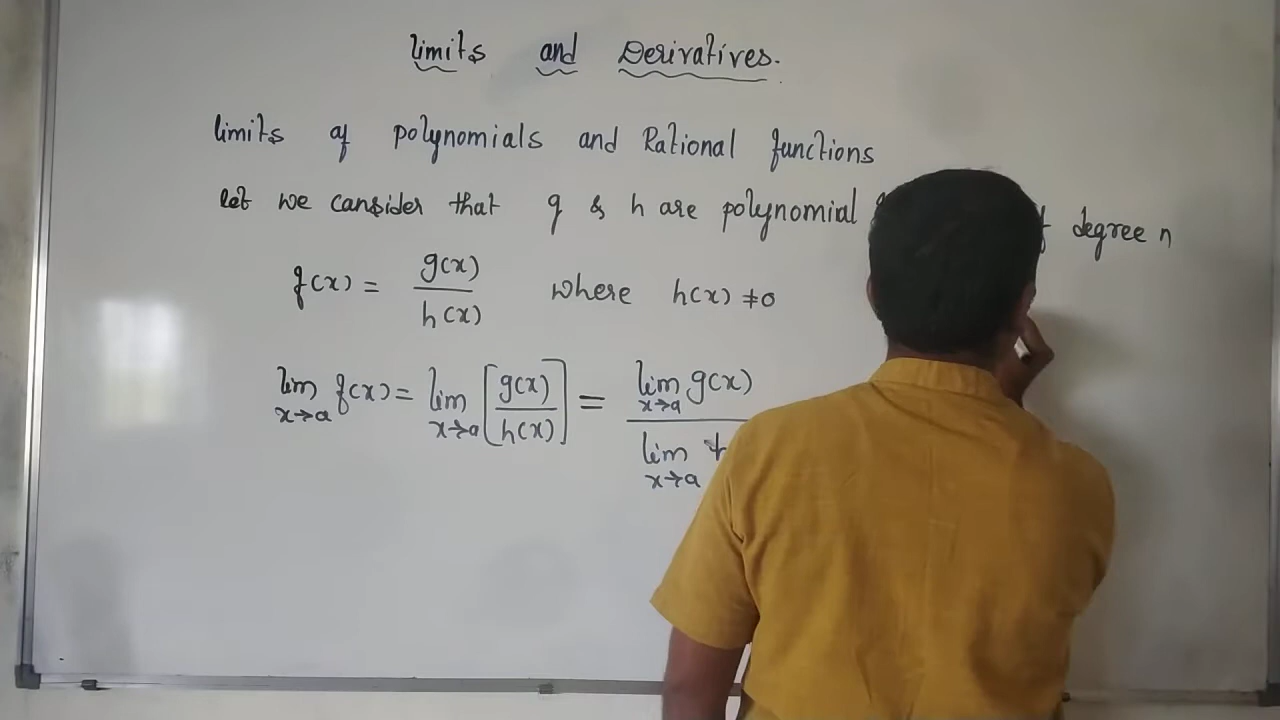 Limits and Derivatives.
limits of polynomials and Rational functions
let we consider that g & h are polynomial degree n
f(x) = g(x)/h(x) where h(x) ≠ 0
lim x→a f(x) = lim x→a [g(x)/h(x)] = lim x→a g(x) / lim x→a